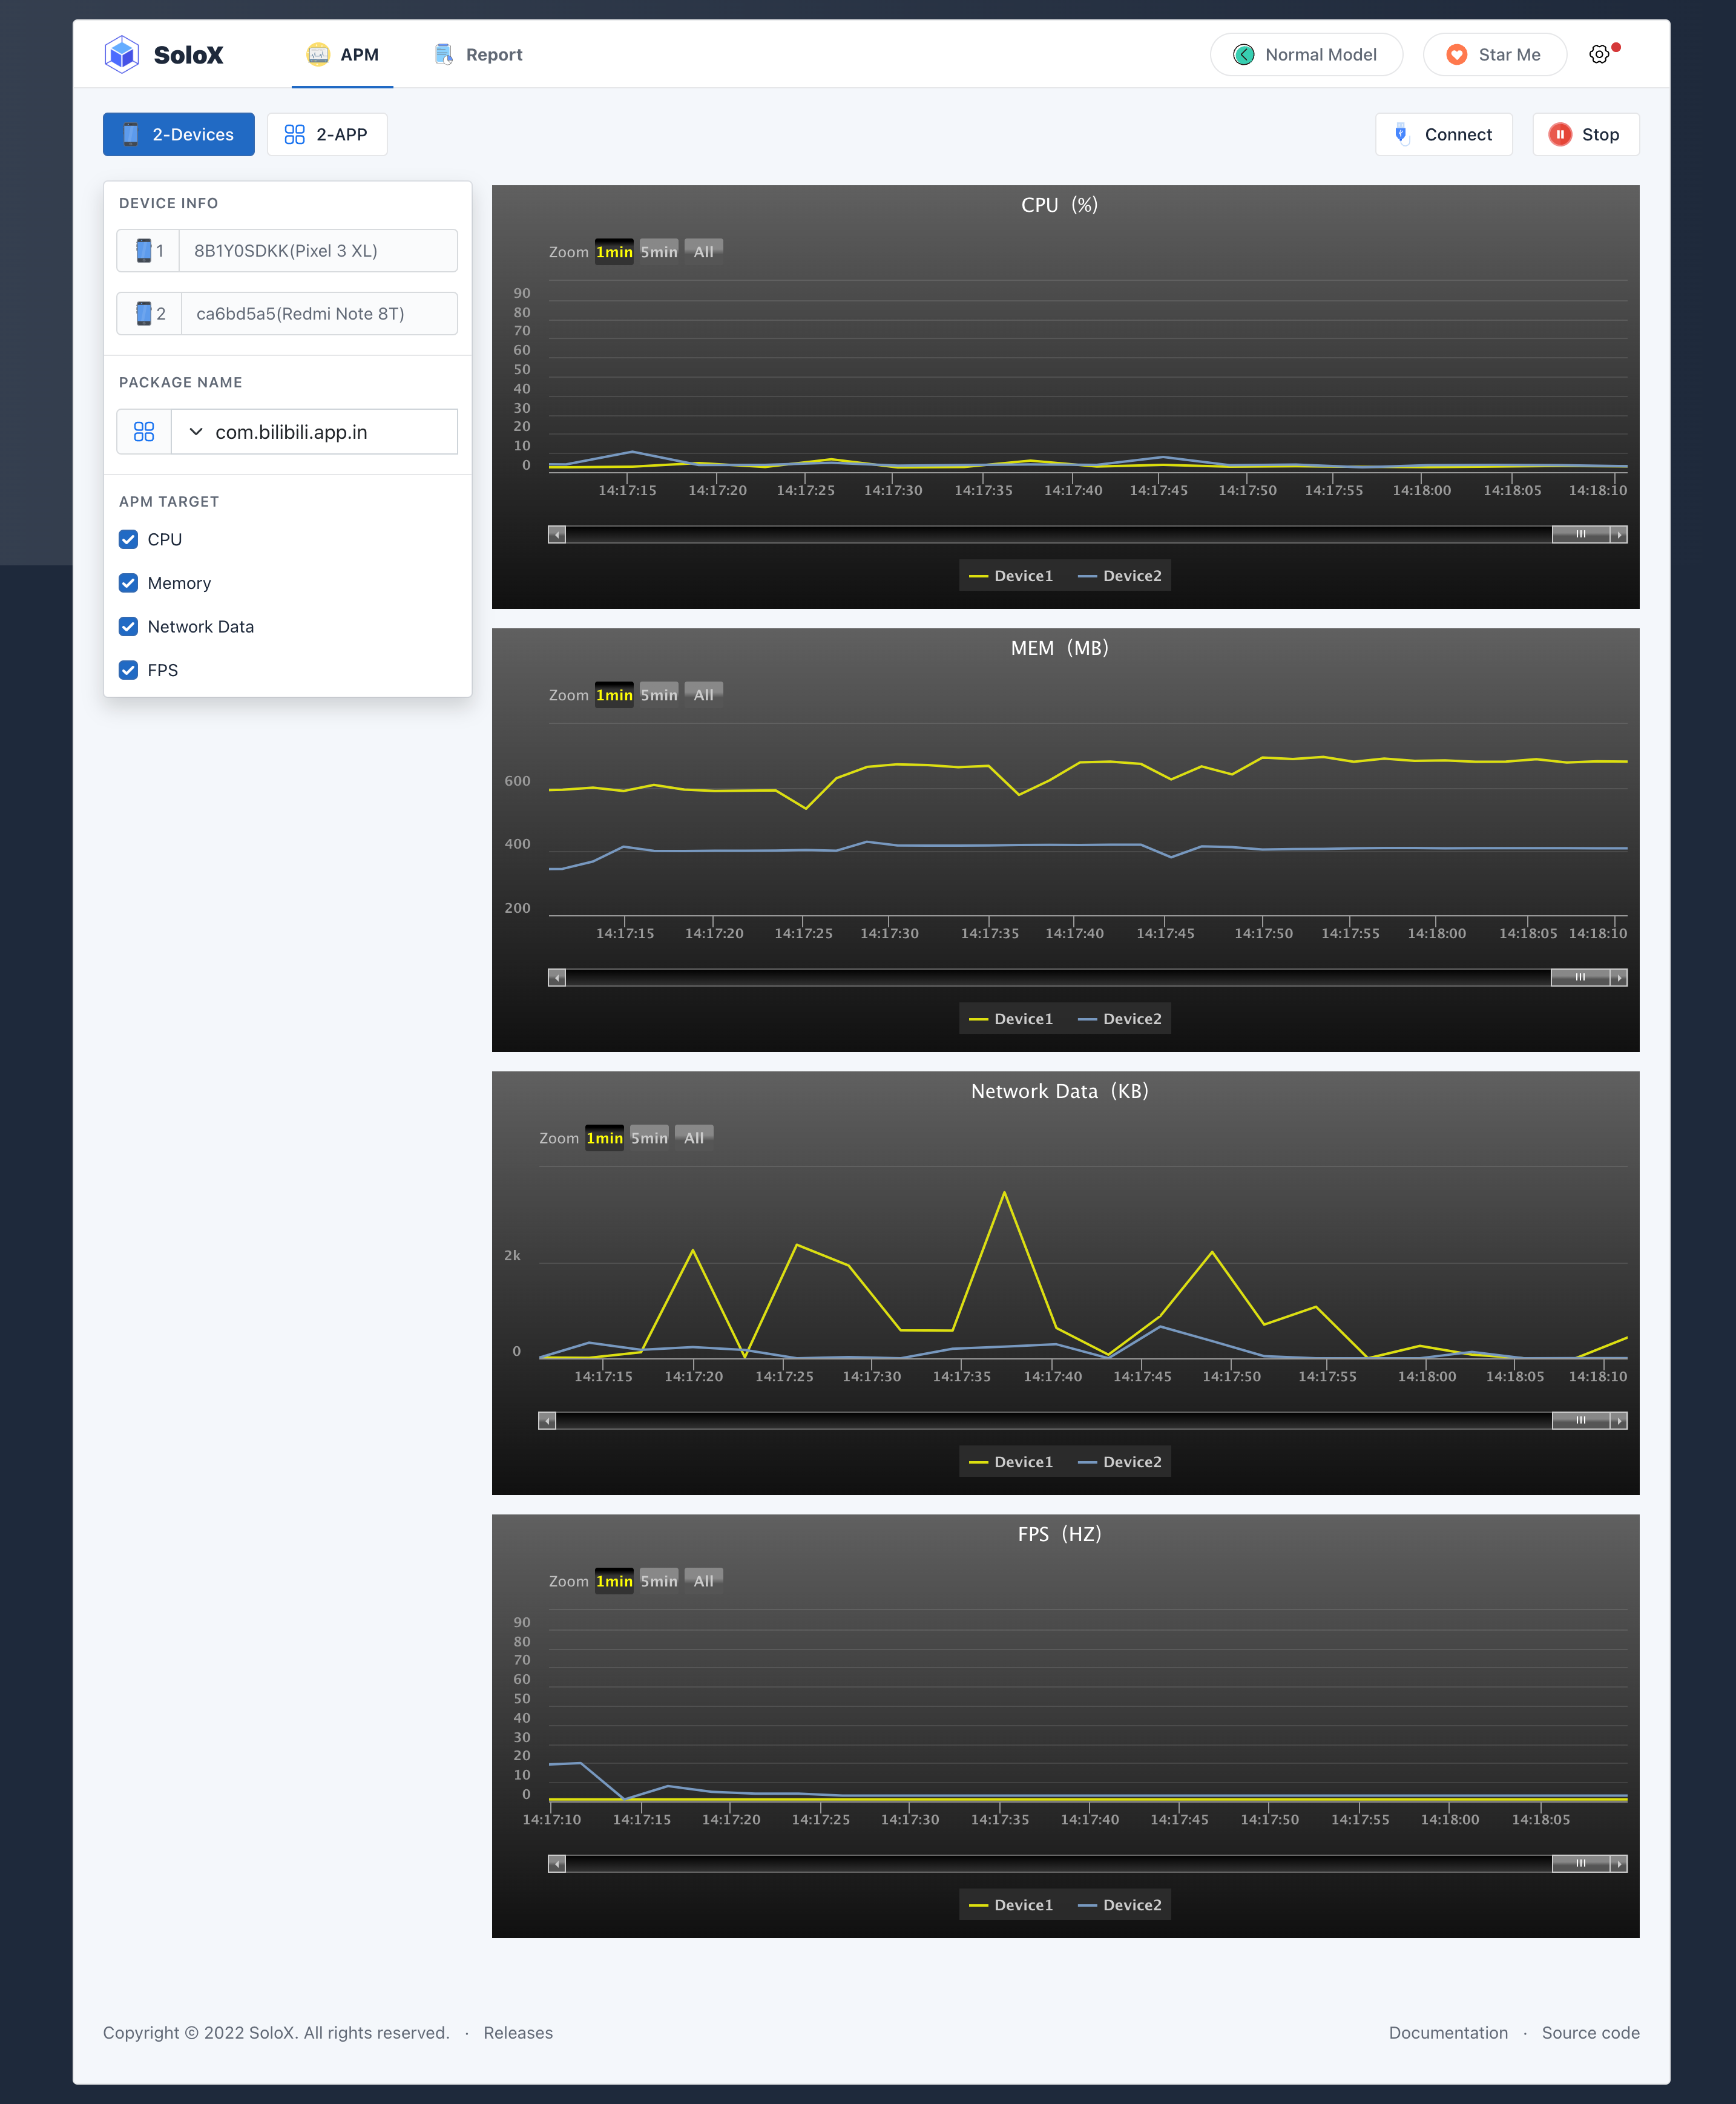 SoloX APM Report Normal Model Star Me
2-Devices 2-APP Connect Stop
DEVICE INFO
1 8B1Y0SDKK(Pixel 3 XL)
2 ca6bd5a5(Redmi Note 8T)
PACKAGE NAME
com.bilibili.app.in
APM TARGET
CPU
Memory
Network Data
FPS
CPU (%)
Zoom 1min 5min All
90
80
70
60
50
40
30
20
10
0
14:17:15 14:17:20 14:17:25 14:17:30 14:17:35 14:17:40 14:17:45 14:17:50 14:17:55 14:18:00 14:18:05 14:18:10
Device1 Device2
MEM (MB)
Zoom 1min 5min All
600
400
200
14:17:15 14:17:20 14:17:25 14:17:30 14:17:35 14:17:40 14:17:45 14:17:50 14:17:55 14:18:00 14:18:05 14:18:10
Device1 Device2
Network Data (KB)
Zoom 1min 5min All
2k
0
14:17:15 14:17:20 14:17:25 14:17:30 14:17:35 14:17:40 14:17:45 14:17:50 14:17:55 14:18:00 14:18:05 14:18:10
Device1 Device2
FPS (HZ)
Zoom 1min 5min All
90
80
70
60
50
40
30
20
10
0
14:17:10 14:17:15 14:17:20 14:17:25 14:17:30 14:17:35 14:17:40 14:17:45 14:17:50 14:17:55 14:18:00 14:18:05
Device1 Device2
Copyright © 2022 SoloX. All rights reserved. · Releases Documentation · Source code